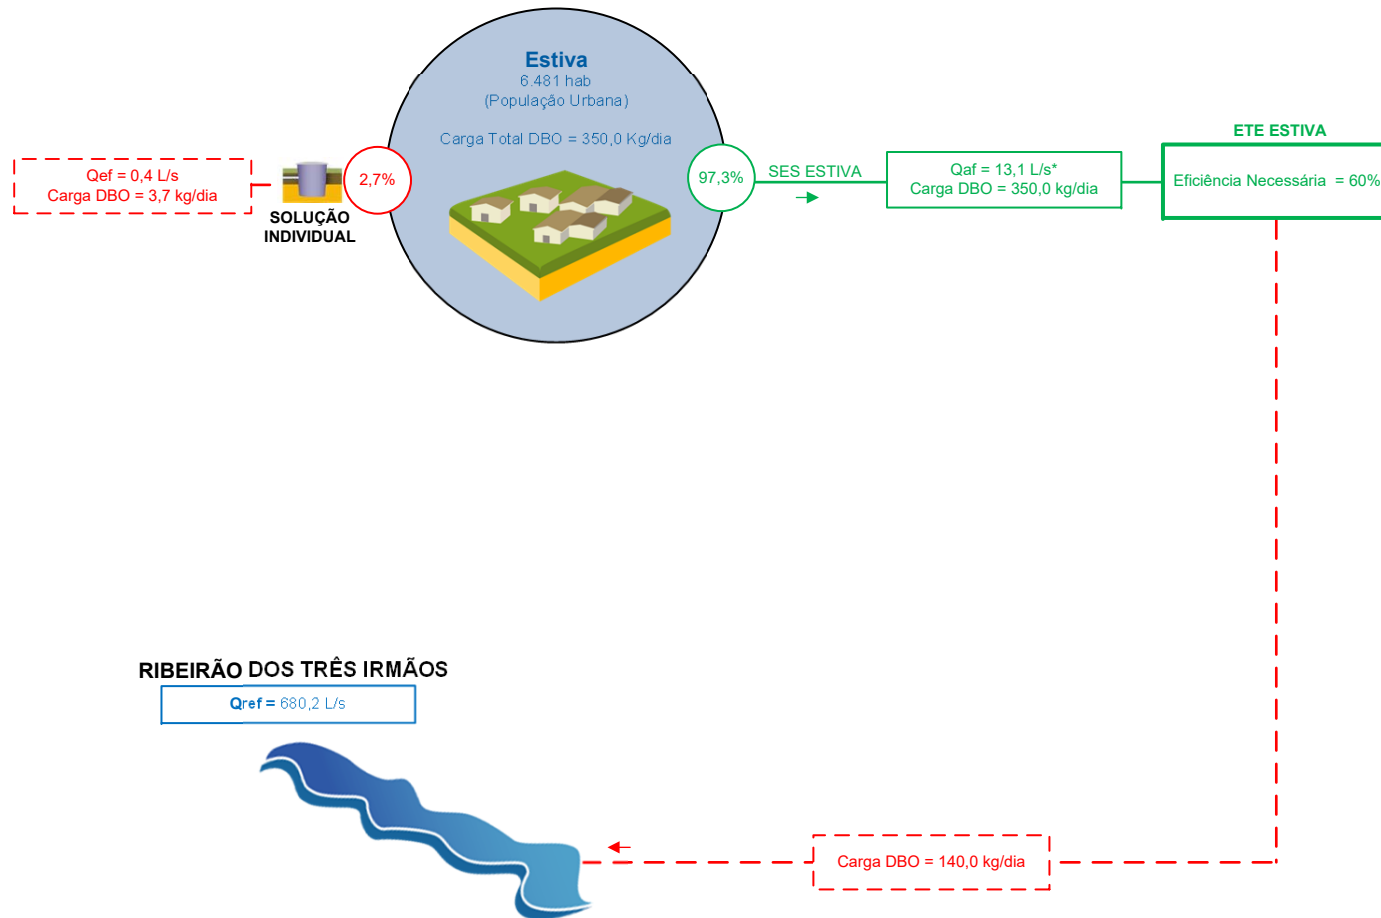 Estiva
6.481 hab
(População Urbana)
Carga Total DBO = 350,0 Kg/dia
Qef = 0,4 L/s
Carga DBO = 3,7 kg/dia
SOLUÇÃO
INDIVIDUAL
2,7%
97,3%
SES ESTIVA
Qaf = 13,1 L/s*
Carga DBO = 350,0 kg/dia
ETE ESTIVA
Eficiência Necessária = 60%
RIBEIRÃO DOS TRÊS IRMÃOS
Qref = 680,2 L/s
Carga DBO = 140,0 kg/dia